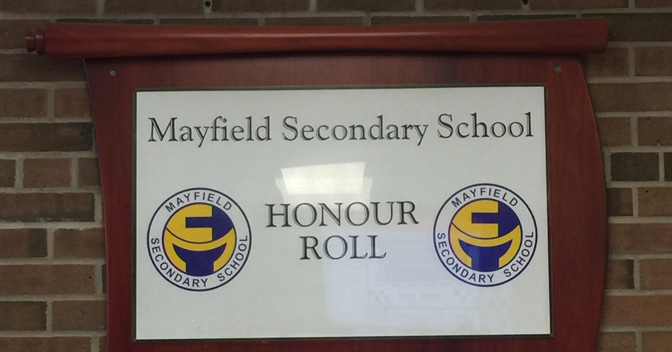 Mayfield Secondary School
HONOUR
ROLL
MAYFIELD
SECONDARY SCHOOL
MAYFIELD
SECONDARY SCHOOL